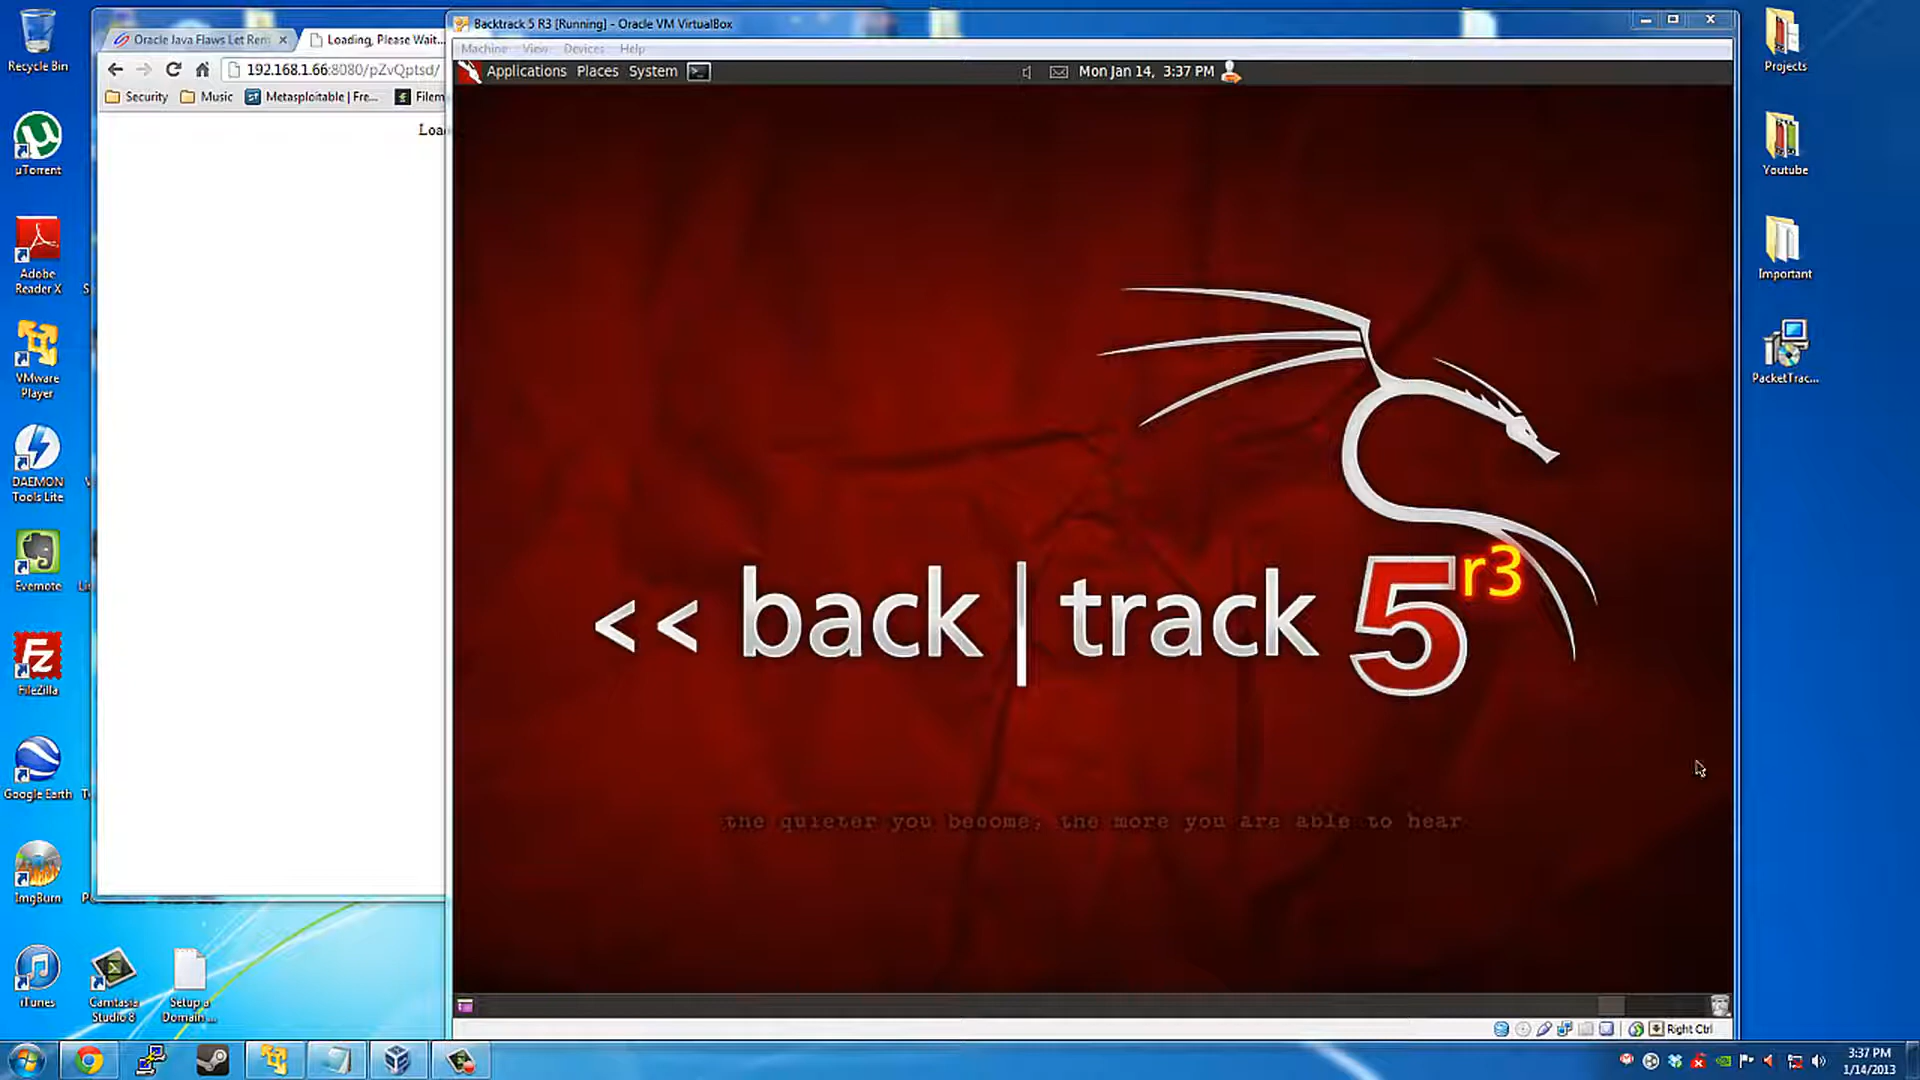 Recycle Bin
µTorrent
Adobe
Reader X
VMware
Player
DAEMON
Tools Lite
Evernote
FileZilla
Google Earth
ImgBurn
iTunes
Camtasia
Studio 8
Setup a
Domain ...
Oracle Java Flaws Let Rem
Loading, Please Wait...
192.168.1.66:8080/pZvQptsd/
Security
Music
Metasploitable | Fre...
Filem
Loa
Backtrack 5 R3 [Running] - Oracle VM VirtualBox
Machine View Devices Help
Applications Places System
Mon Jan 14, 3:37 PM
<< back | track 5 r3
the quieter you become, the more you are able to hear
Right Ctrl
Projects
Youtube
Important
PacketTrac...
3:37 PM
1/14/2013